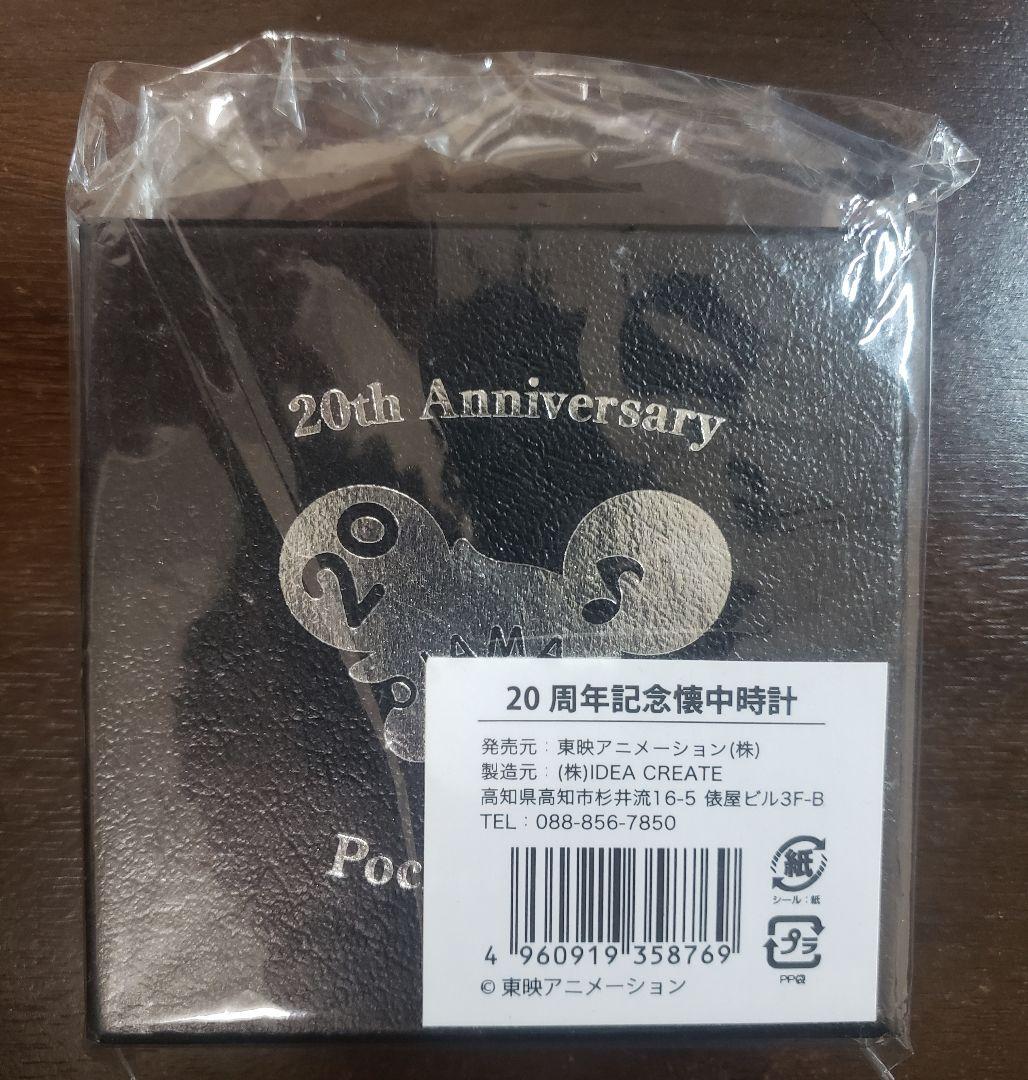 20th Anniversary
20
AMA
Poc
20周年記念懐中時計
発売元：東映アニメーション(株)
製造元：(株)IDEA CREATE
高知県高知市杉井流16-5 俵屋ビル3F-B
TEL：088-856-7850
紙
シール：紙
4 960919 358769
プラ
PP袋
© 東映アニメーション